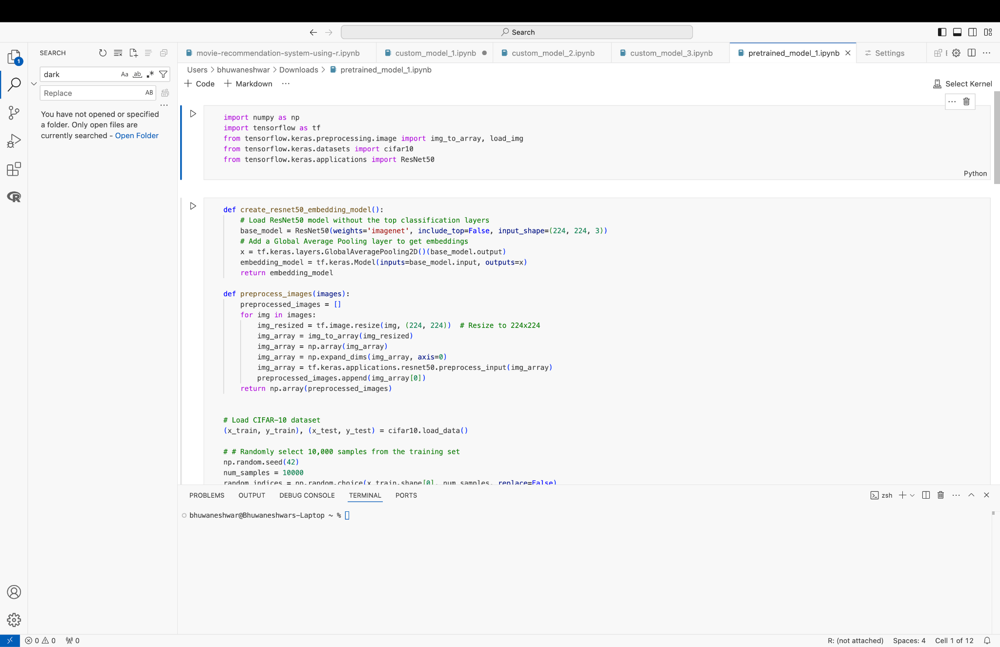 Search
1
SEARCH
dark
Aa ab .*
Replace
AB
You have not opened or specified
a folder. Only open files are
currently searched - Open Folder
movie-recommendation-system-using-r.ipynb custom_model_1.ipynb custom_model_2.ipynb custom_model_3.ipynb pretrained_model_1.ipynb Settings
Users > bhuwaneshwar > Downloads > pretrained_model_1.ipynb
+ Code + Markdown ...
Select Kernel
import numpy as np
import tensorflow as tf
from tensorflow.keras.preprocessing.image import img_to_array, load_img
from tensorflow.keras.datasets import cifar10
from tensorflow.keras.applications import ResNet50
Python
def create_resnet50_embedding_model():
    # Load ResNet50 model without the top classification layers
    base_model = ResNet50(weights='imagenet', include_top=False, input_shape=(224, 224, 3))
    # Add a Global Average Pooling layer to get embeddings
    x = tf.keras.layers.GlobalAveragePooling2D()(base_model.output)
    embedding_model = tf.keras.Model(inputs=base_model.input, outputs=x)
    return embedding_model
def preprocess_images(images):
    preprocessed_images = []
    for img in images:
        img_resized = tf.image.resize(img, (224, 224))  # Resize to 224x224
        img_array = img_to_array(img_resized)
        img_array = np.array(img_array)
        img_array = np.expand_dims(img_array, axis=0)
        img_array = tf.keras.applications.resnet50.preprocess_input(img_array)
        preprocessed_images.append(img_array[0])
    return np.array(preprocessed_images)
# Load CIFAR-10 dataset
(x_train, y_train), (x_test, y_test) = cifar10.load_data()
# # Randomly select 10,000 samples from the training set
np.random.seed(42)
num_samples = 10000
random_indices = np.random.choice(x_train.shape[0], num_samples, replace=False)
PROBLEMS OUTPUT DEBUG CONSOLE TERMINAL PORTS
zsh
bhuwaneshwar@Bhuwaneshwars-Laptop ~ %
0 0 0
R: (not attached) Spaces: 4 Cell 1 of 12